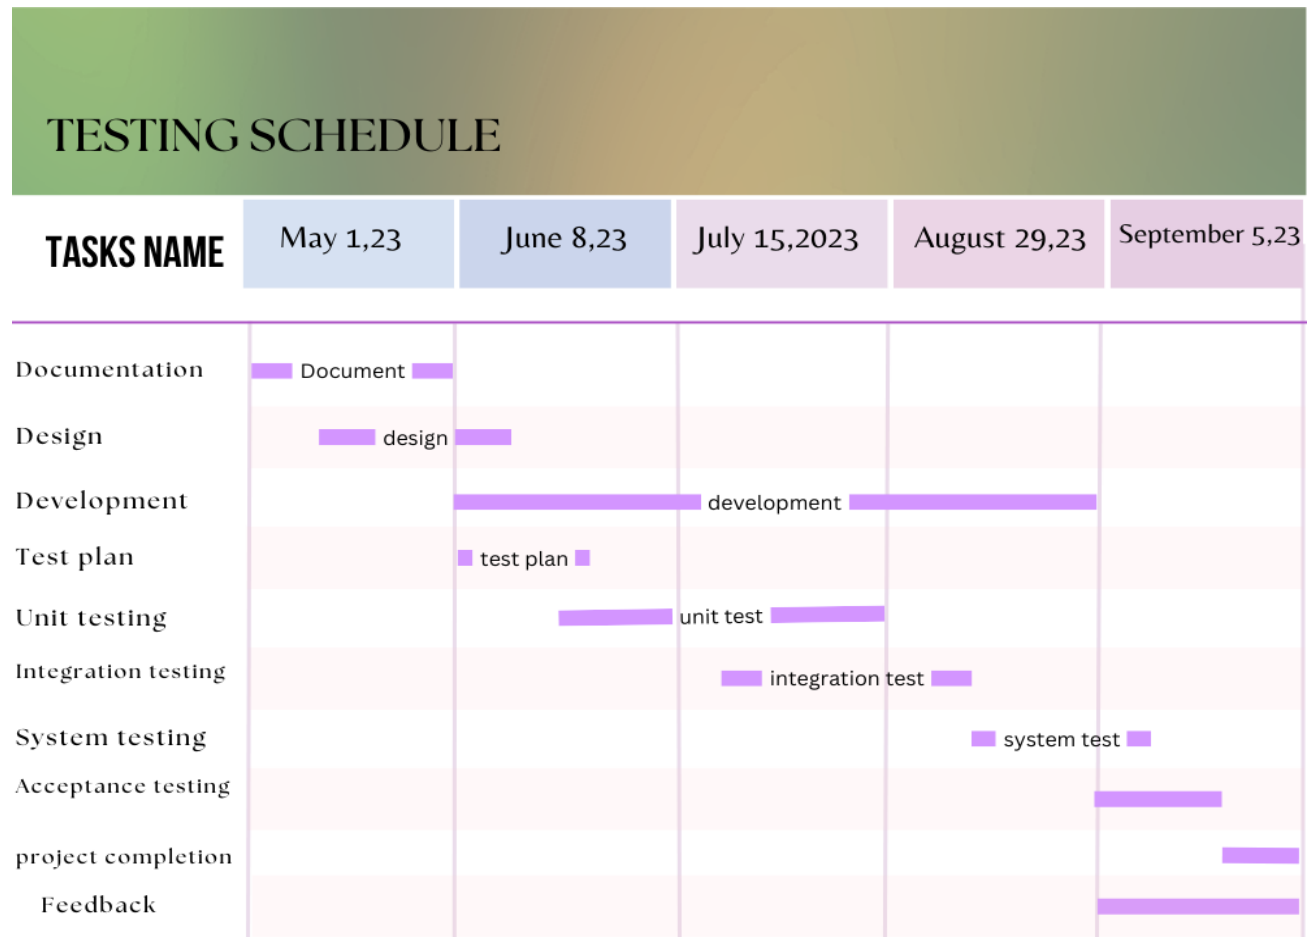 TESTING SCHEDULE
TASKS NAME
May 1,23
June 8,23
July 15,2023
August 29,23
September 5,23
Documentation
Document
Design
design
Development
development
Test plan
test plan
Unit testing
unit test
Integration testing
integration test
System testing
system test
Acceptance testing
project completion
Feedback